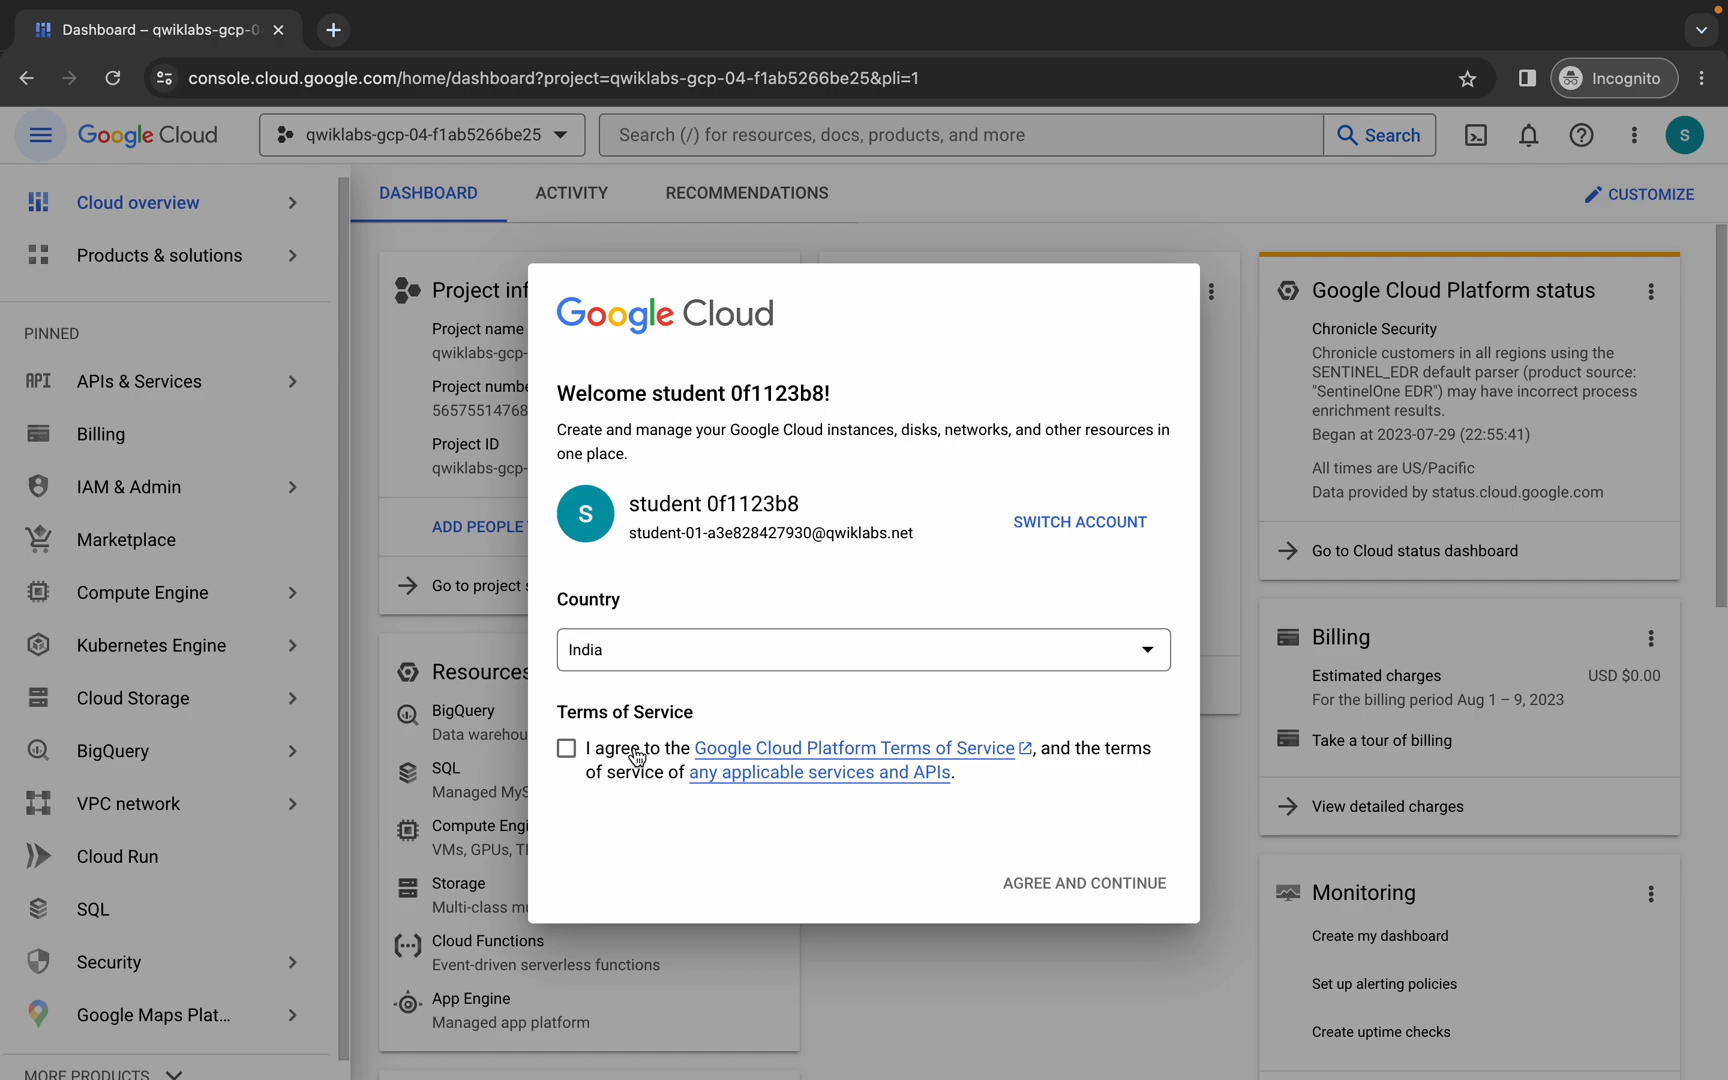 Dashboard – qwiklabs-gcp-0
console.cloud.google.com/home/dashboard?project=qwiklabs-gcp-04-f1ab5266be25&pli=1
Incognito
Google Cloud
qwiklabs-gcp-04-f1ab5266be25
Search (/) for resources, docs, products, and more
Search
S
Cloud overview
Products & solutions
PINNED
APIs & Services
Billing
IAM & Admin
Marketplace
Compute Engine
Kubernetes Engine
Cloud Storage
BigQuery
VPC network
Cloud Run
SQL
Security
Google Maps Plat...
MORE PRODUCTS
DASHBOARD
ACTIVITY
RECOMMENDATIONS
CUSTOMIZE
Project inf
Project name
qwiklabs-gcp-
Project numbe
56575514768
Project ID
qwiklabs-gcp-
ADD PEOPLE
Go to project s
Resources
BigQuery
Data warehou
SQL
Managed MyS
Compute Engi
VMs, GPUs, T
Storage
Multi-class mu
Cloud Functions
Event-driven serverless functions
App Engine
Managed app platform
Google Cloud
Welcome student 0f1123b8!
Create and manage your Google Cloud instances, disks, networks, and other resources in
one place.
S
student 0f1123b8
student-01-a3e828427930@qwiklabs.net
SWITCH ACCOUNT
Country
India
Terms of Service
I agree to the Google Cloud Platform Terms of Service, and the terms
of service of any applicable services and APIs.
AGREE AND CONTINUE
Google Cloud Platform status
Chronicle Security
Chronicle customers in all regions using the
SENTINEL_EDR default parser (product source:
"SentinelOne EDR") may have incorrect process
enrichment results.
Began at 2023-07-29 (22:55:41)
All times are US/Pacific
Data provided by status.cloud.google.com
Go to Cloud status dashboard
Billing
Estimated charges USD $0.00
For the billing period Aug 1 – 9, 2023
Take a tour of billing
View detailed charges
Monitoring
Create my dashboard
Set up alerting policies
Create uptime checks